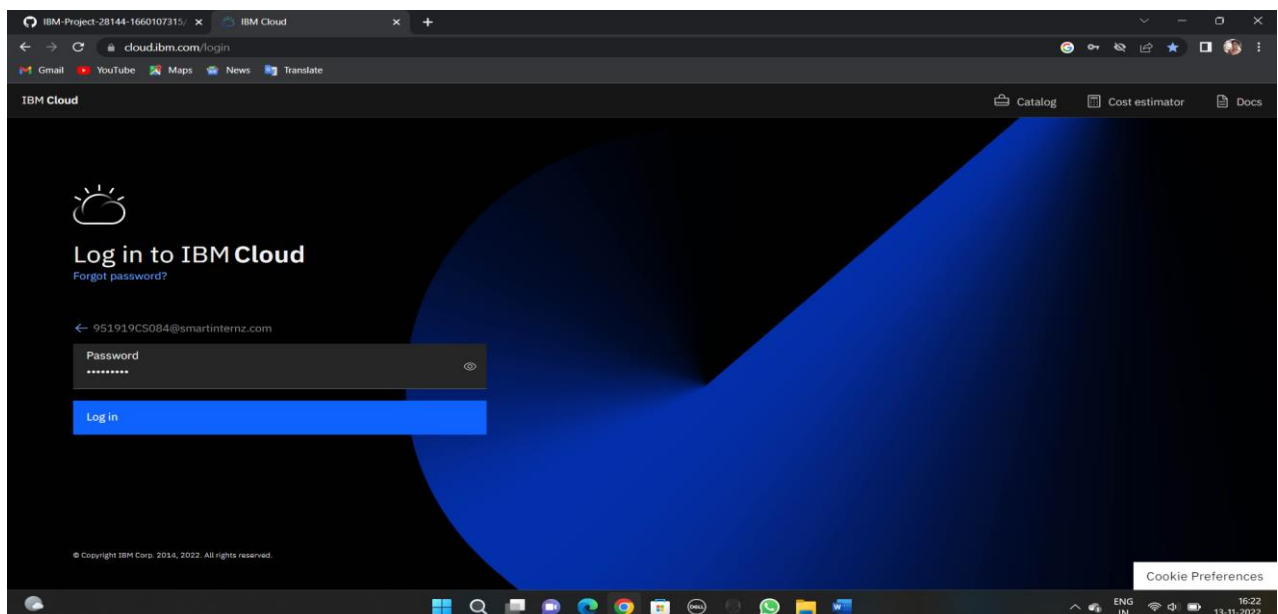 IBM-Project-28144-1660107315/
IBM Cloud
cloud.ibm.com/login
Gmail YouTube Maps News Translate
IBM Cloud
Catalog Cost estimator Docs
Log in to IBM Cloud
Forgot password?
← 951919CS084@smartinternz.com
Password
•••••••••
Log in
© Copyright IBM Corp. 2014, 2022. All rights reserved.
Cookie Preferences
DELL
ENG
IN
16:22
13-11-2022